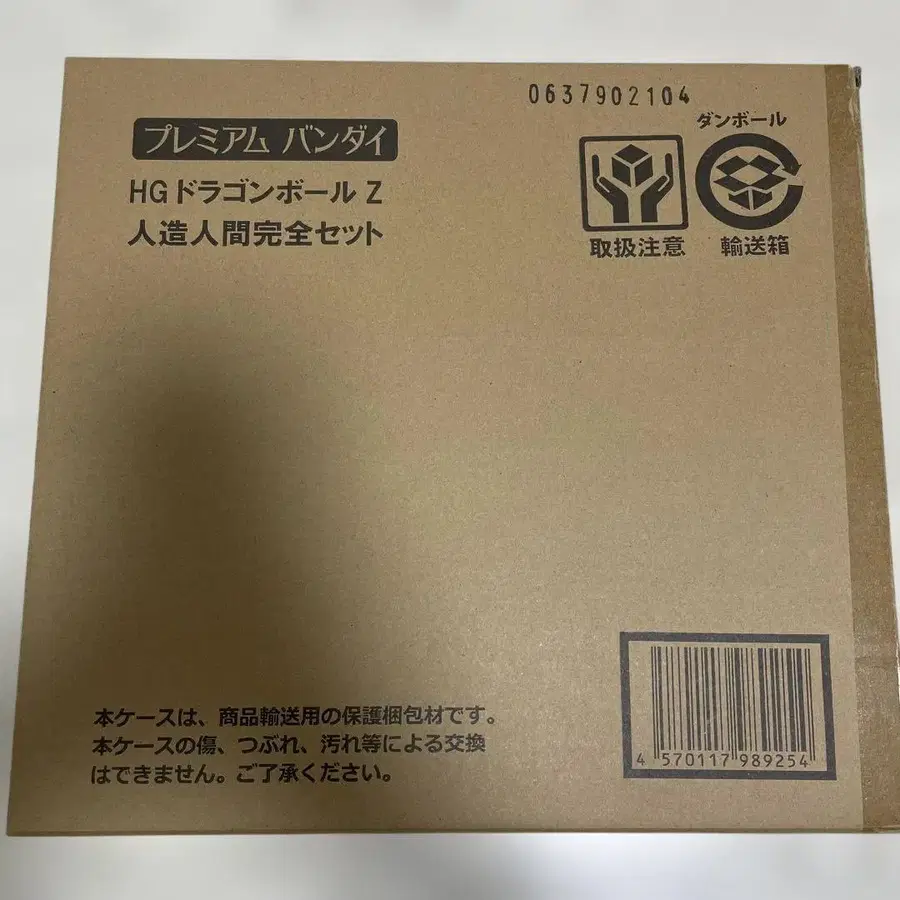 0637902104
プレミアム バンダイ
HGドラゴンボールZ
人造人間完全セット
ダンボール
取扱注意
輸送箱
本ケースは、商品輸送用の保護梱包材です。
本ケースの傷、つぶれ、汚れ等による交換
はできません。ご了承ください。
4 570117 989254